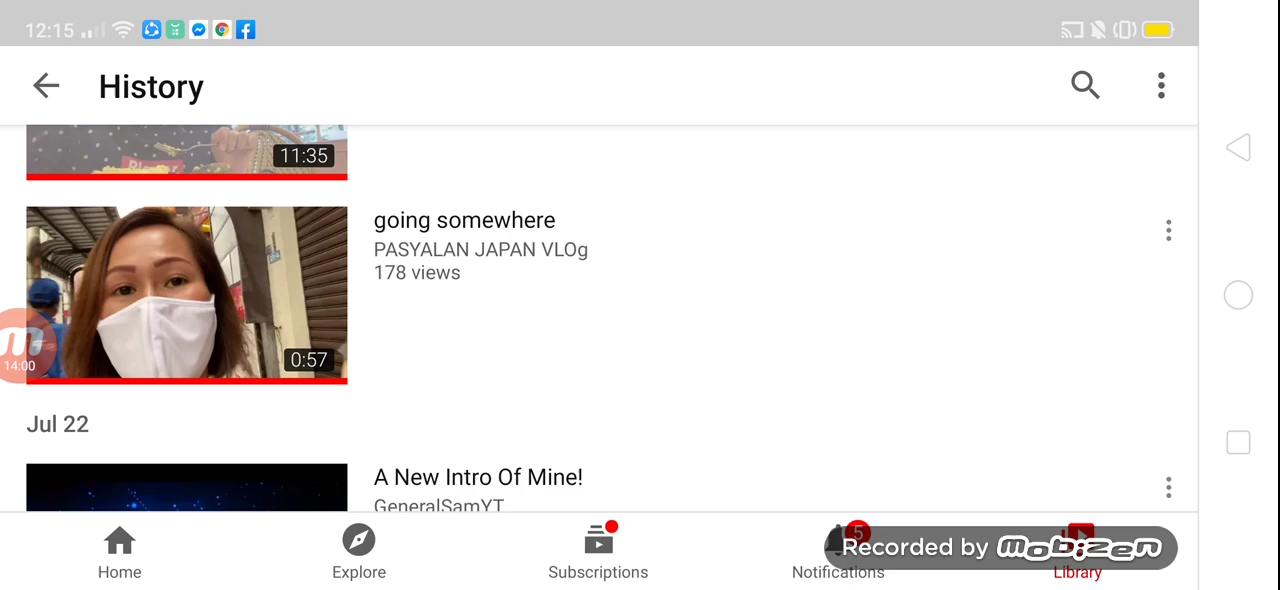 12:15
History
11:35
going somewhere
PASYALAN JAPAN VLOg
178 views
0:57
14:00
Jul 22
A New Intro Of Mine!
GeneralSamYT
5
Recorded by mobizen
Home
Explore
Subscriptions
Notifications
Library